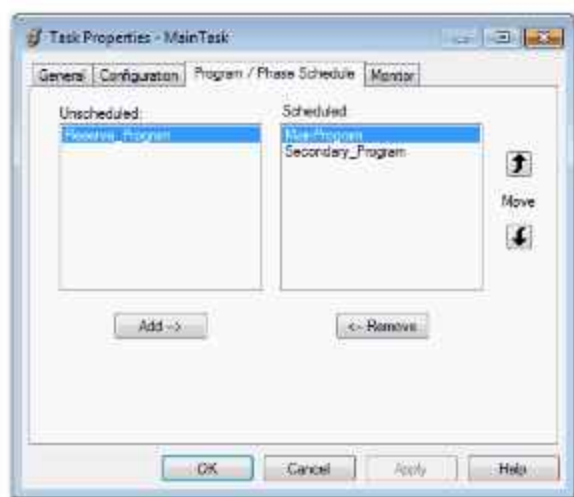 Task Properties - MainTask
General Configuration Program / Phase Schedule Monitor
Unscheduled: Scheduled:
Reserve_Program MainProgram
Secondary_Program
Move
Add --> <-- Remove
OK Cancel Apply Help